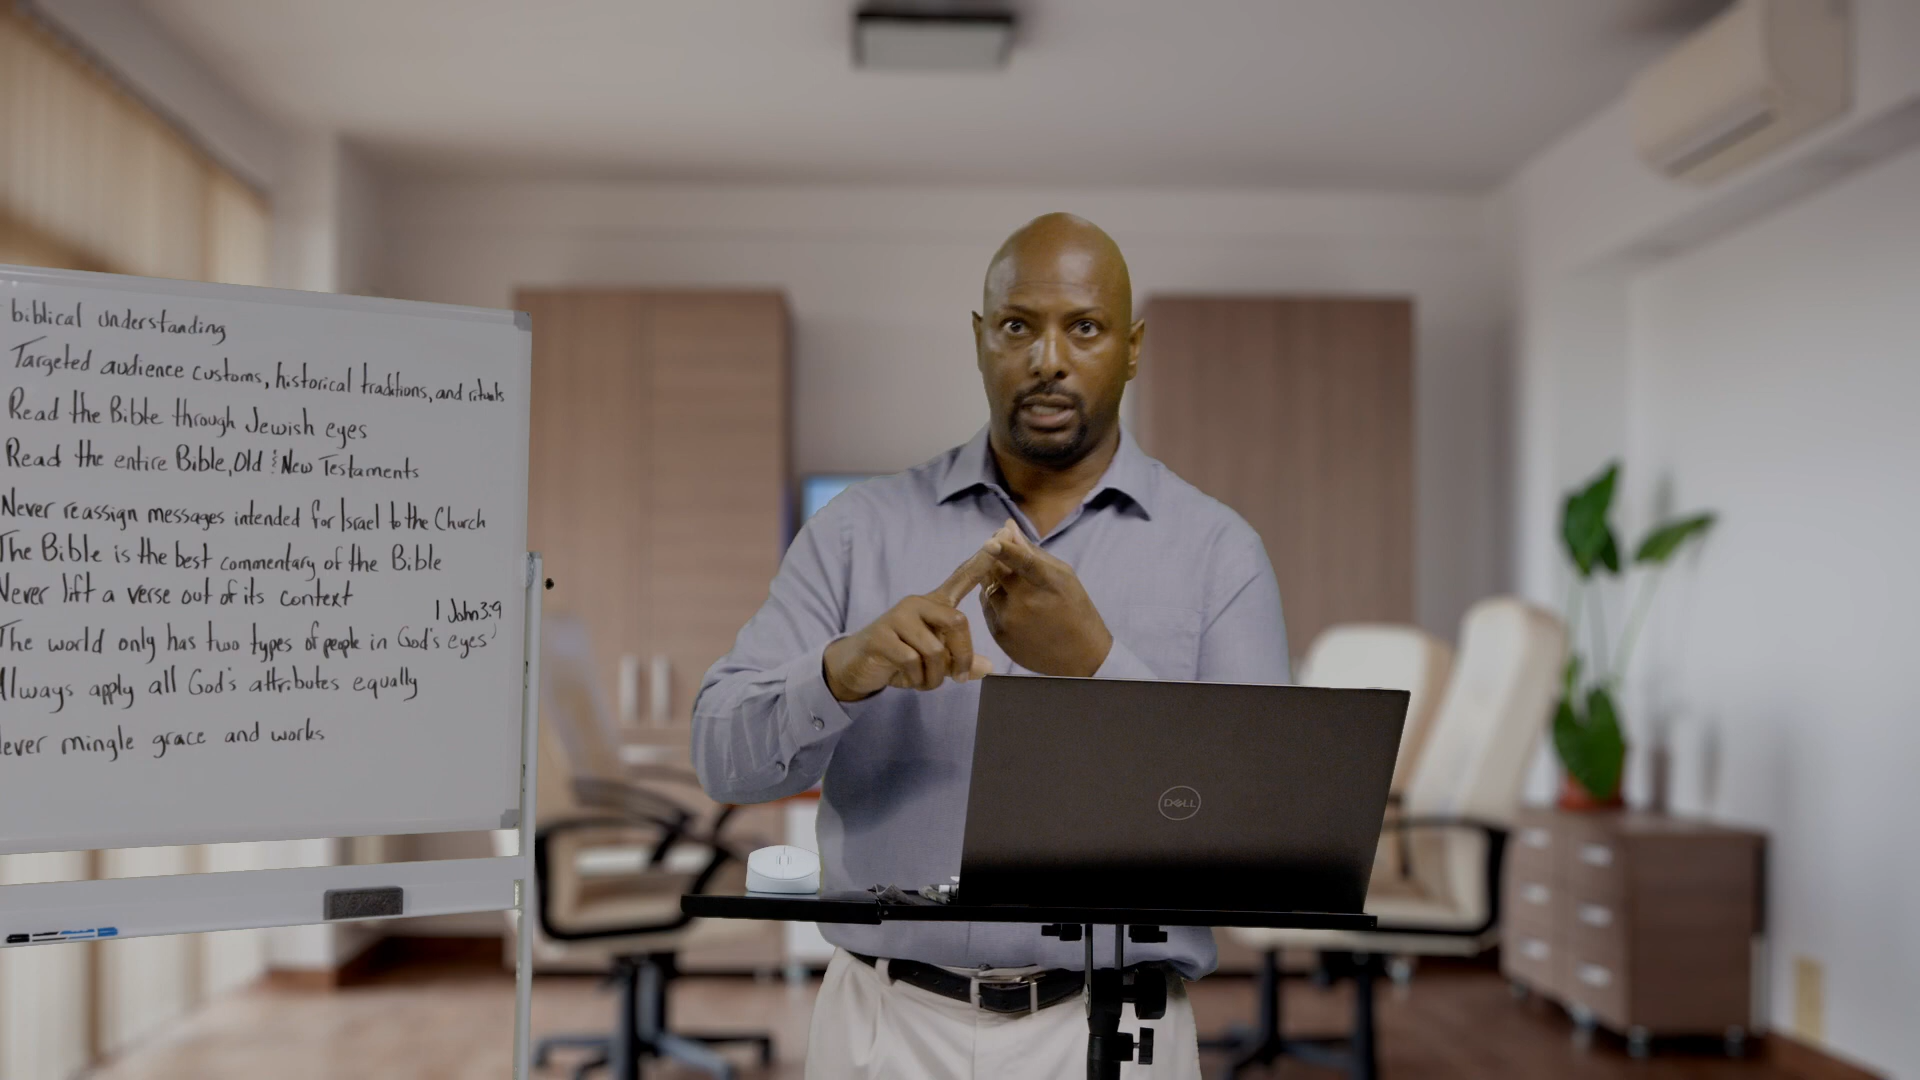 biblical understanding
Targeted audience customs, historical traditions, and rituals
Read the Bible through Jewish eyes
Read the entire Bible, Old & New Testaments
Never reassign messages intended for Israel to the Church
The Bible is the best commentary of the Bible
Never lift a verse out of its context
1 John 3:9
The world only has two types of people in God's eyes
Always apply all God's attributes equally
ever mingle grace and works
DELL